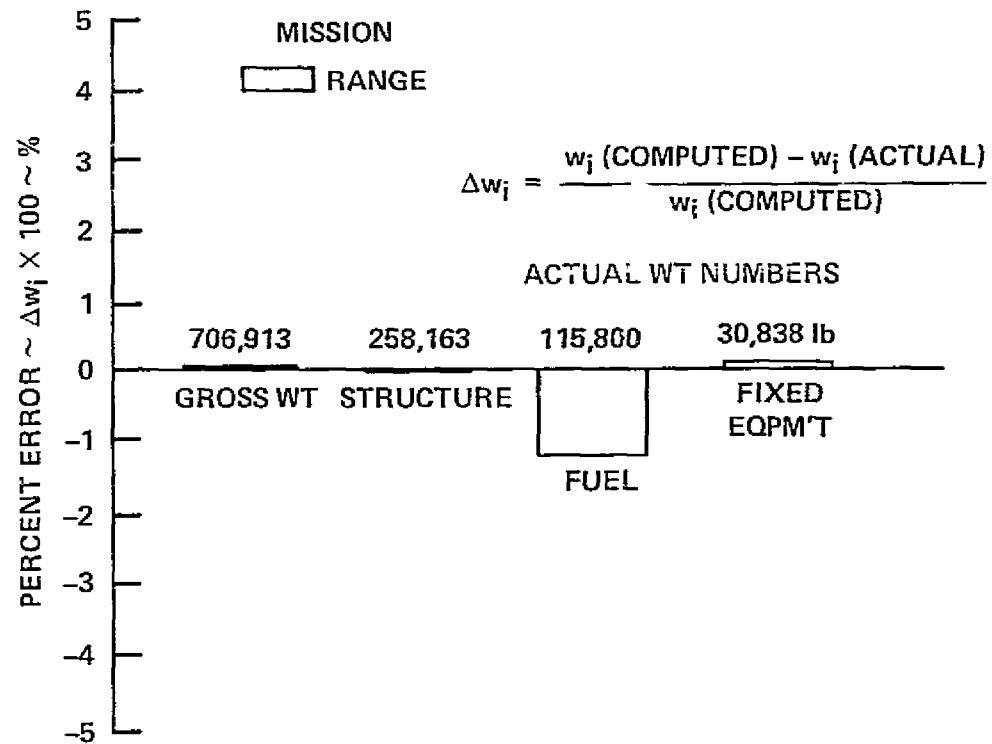 MISSION
RANGE
Δwi = wi (COMPUTED) – wi (ACTUAL)
wi (COMPUTED)
ACTUAL WT NUMBERS
706,913 258,163 115,800 30,838 lb
GROSS WT STRUCTURE FUEL FIXED
EQPM'T
PERCENT ERROR ~ Δwi X 100 ~ %
5
4
3
2
1
0
–1
–2
–3
–4
–5